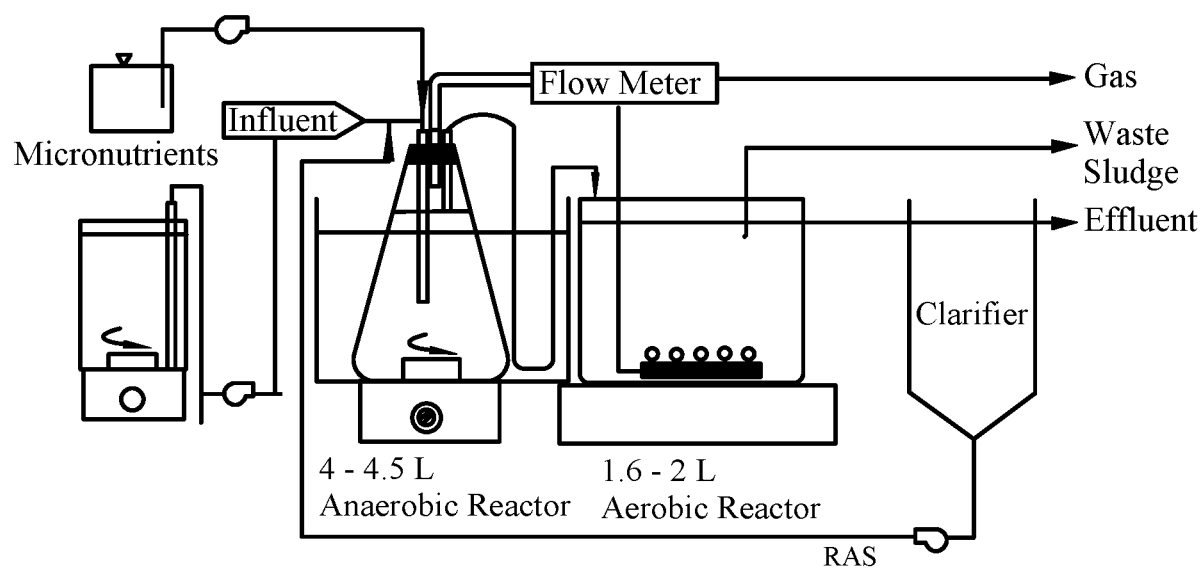 Flow Meter
Gas
Influent
Micronutrients
Waste
Sludge
Effluent
Clarifier
4 - 4.5 L
Anaerobic Reactor
1.6 - 2 L
Aerobic Reactor
RAS